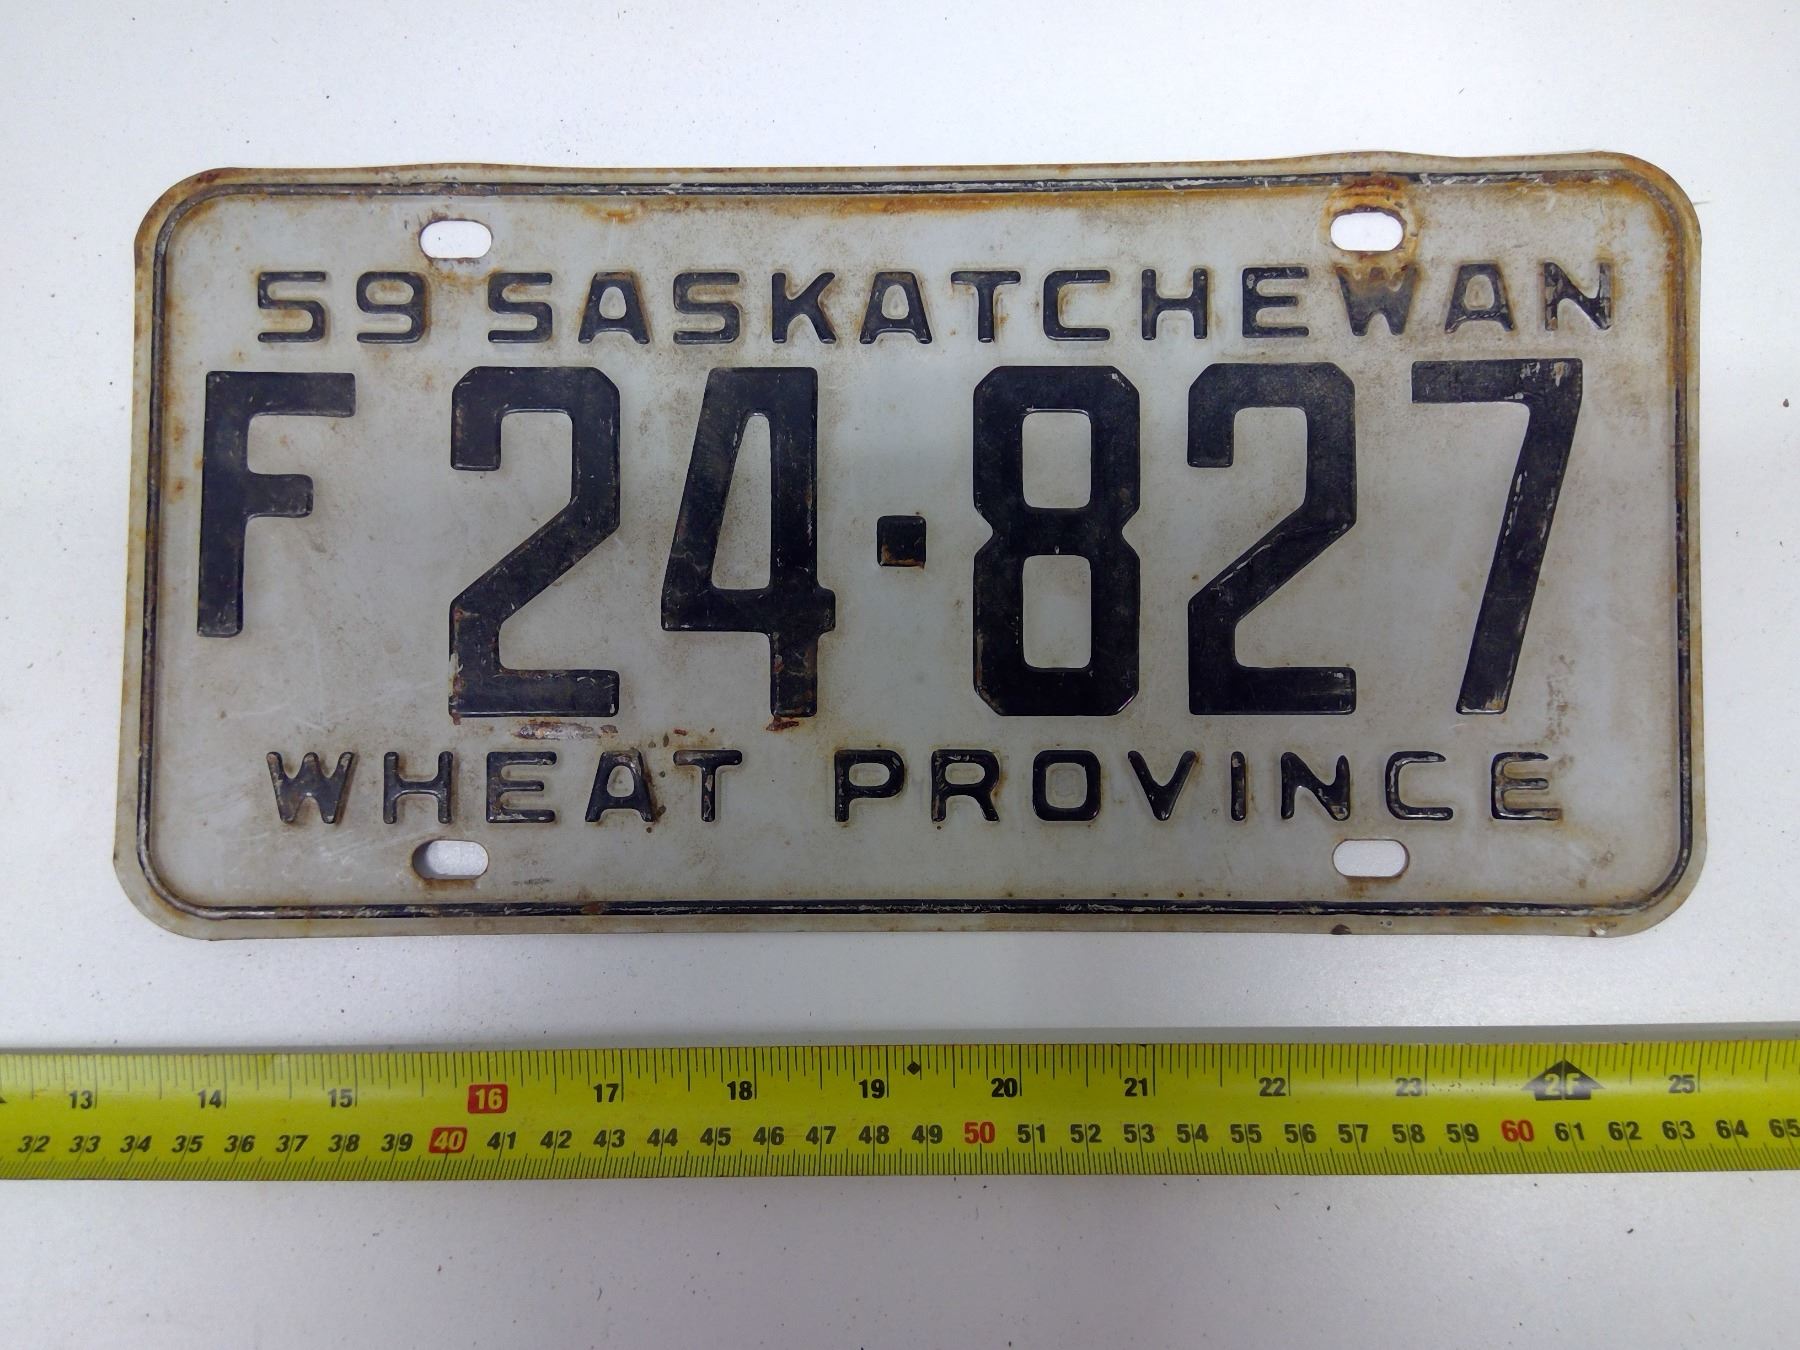 59 SASKATCHEWAN
F 24·827
WHEAT PROVINCE
13 14 15 16 17 18 19 20 21 22 23 2F 25
32 33 34 35 36 37 38 39 40 41 42 43 44 45 46 47 48 49 50 51 52 53 54 55 56 57 58 59 60 61 62 63 64 65